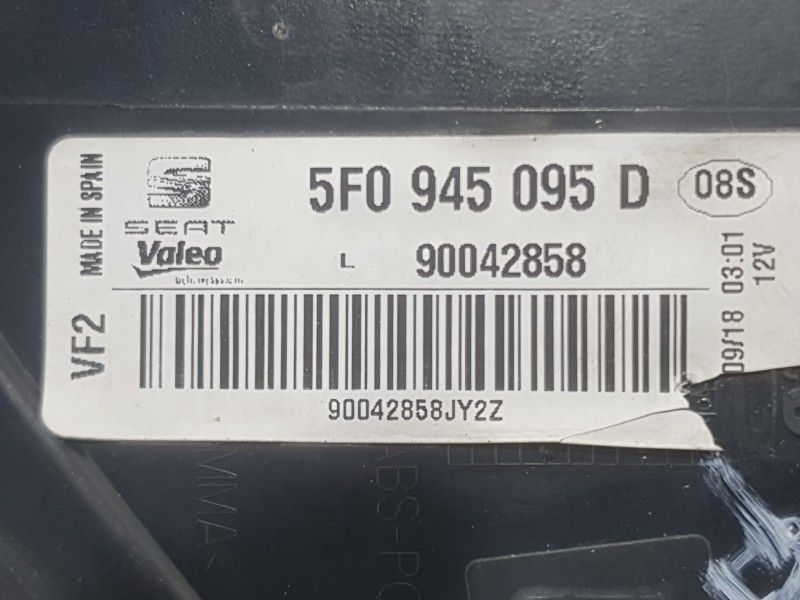 MADE IN SPAIN
SEAT
Valeo
5F0 945 095 D
08S
L 90042858
09/18 03:01
12V
VF2
90042858JY2Z
MMA
ABS-PC